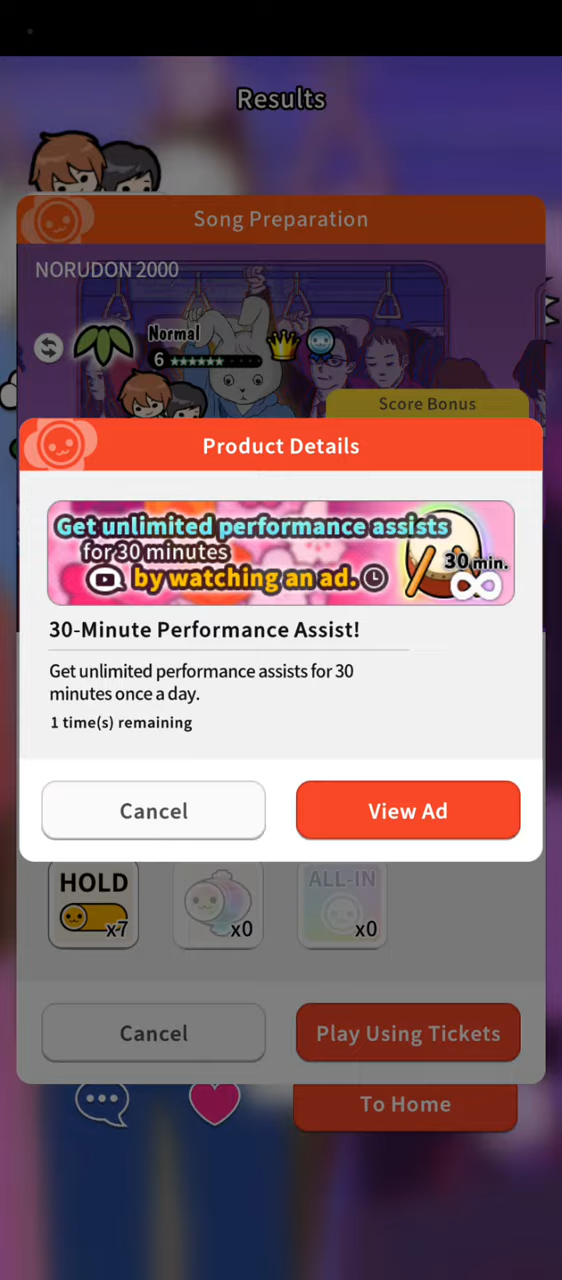 Results
Song Preparation
NORUDON 2000
Normal
6
Score Bonus
Product Details
Get unlimited performance assists
for 30 minutes
by watching an ad.
30 min.
30-Minute Performance Assist!
Get unlimited performance assists for 30
minutes once a day.
1 time(s) remaining
Cancel
View Ad
HOLD
x7
x0
ALL-IN
x0
Cancel
Play Using Tickets
To Home